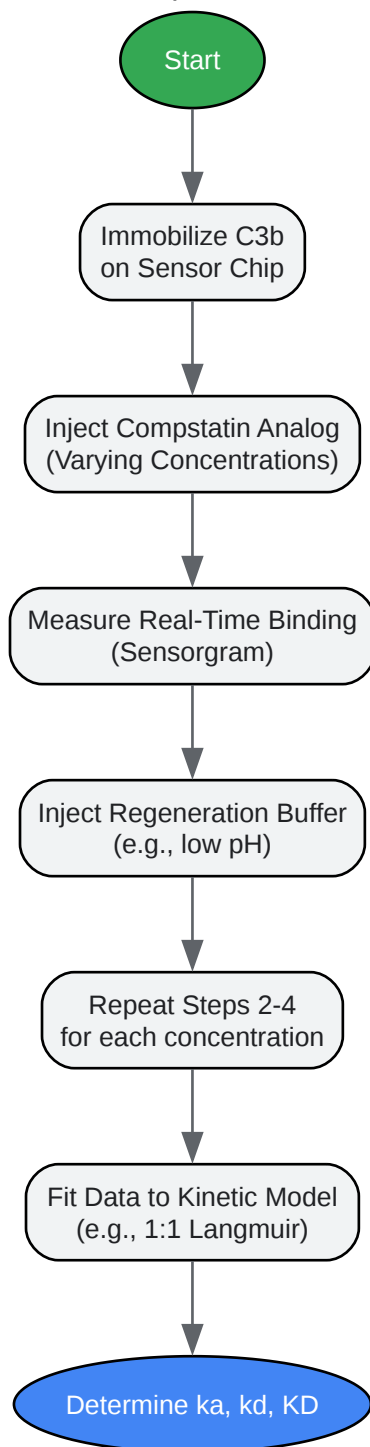 Start
Immobilize C3b
on Sensor Chip
Inject Compstatin Analog
(Varying Concentrations)
Measure Real-Time Binding
(Sensorgram)
Inject Regeneration Buffer
(e.g., low pH)
Repeat Steps 2-4
for each concentration
Fit Data to Kinetic Model
(e.g., 1:1 Langmuir)
Determine ka, kd, KD